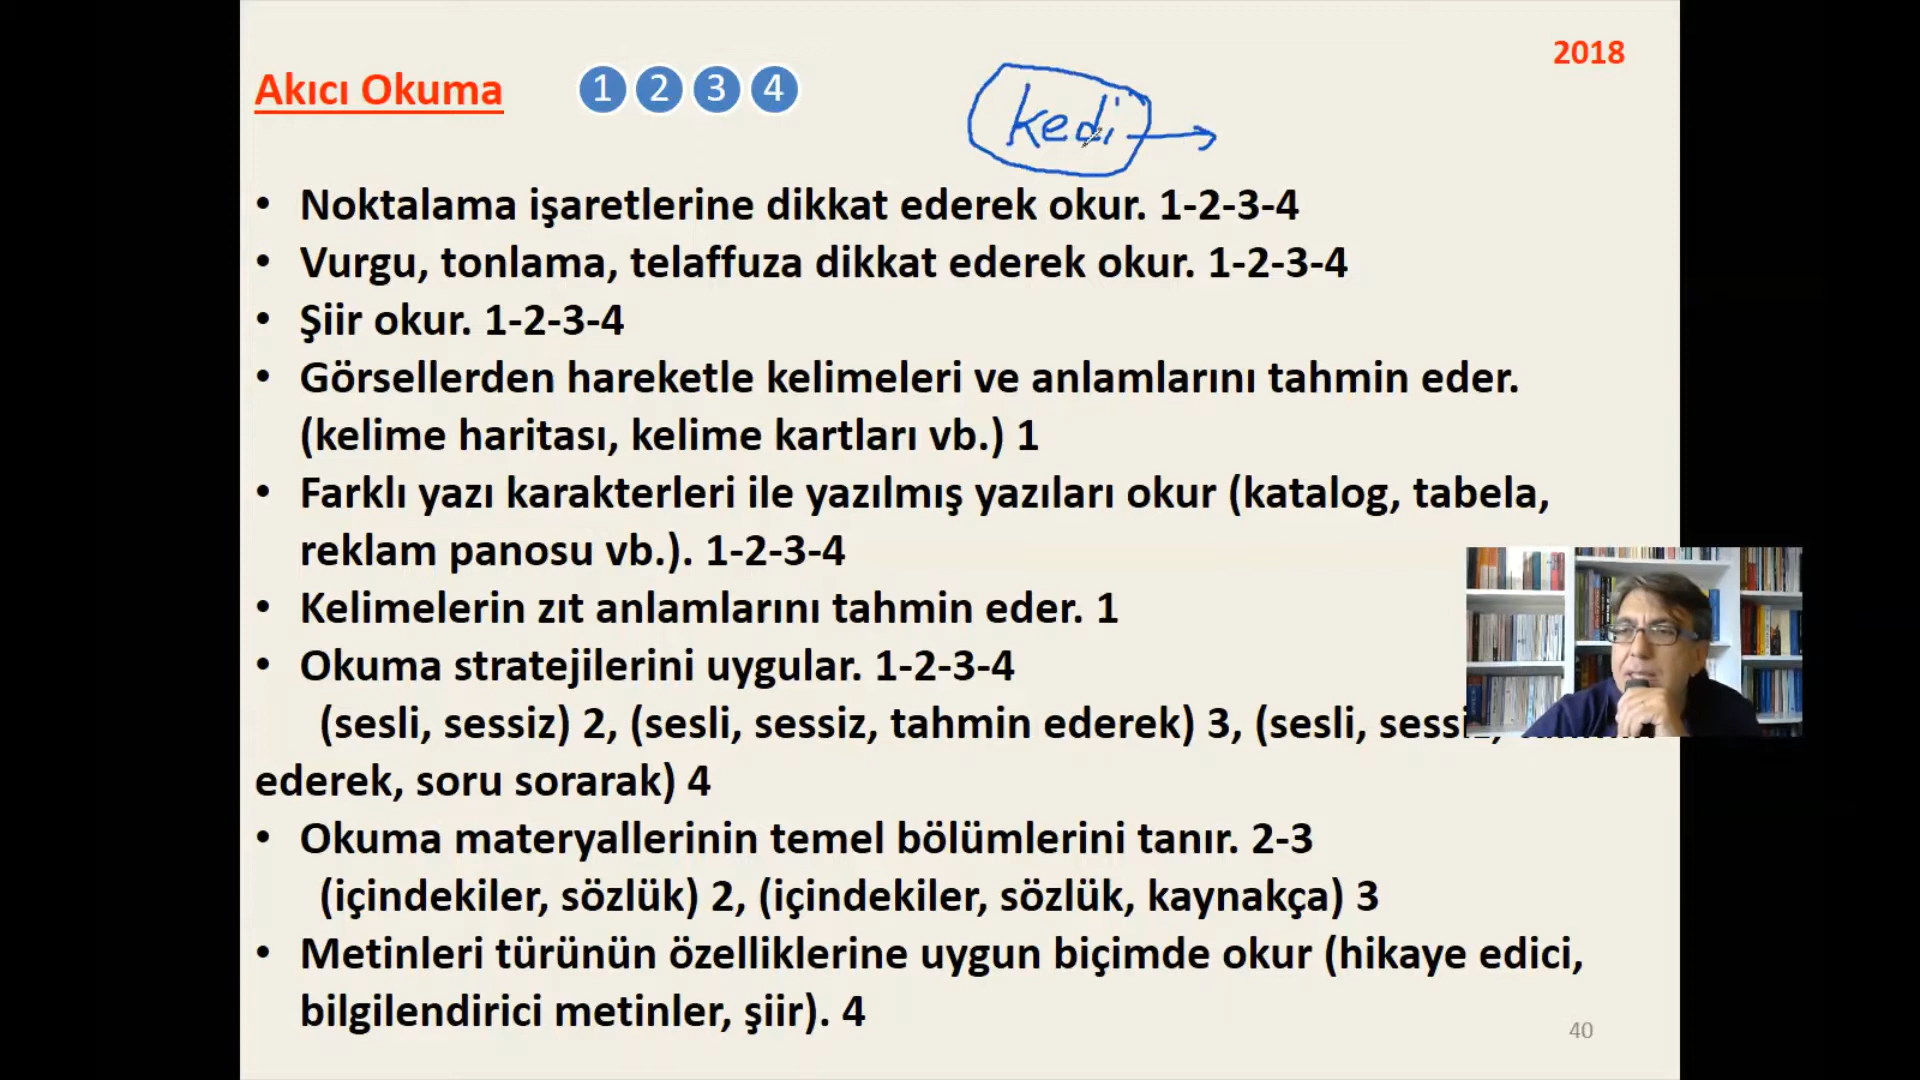 2018
Akıcı Okuma 1 2 3 4
kedi
• Noktalama işaretlerine dikkat ederek okur. 1-2-3-4
• Vurgu, tonlama, telaffuza dikkat ederek okur. 1-2-3-4
• Şiir okur. 1-2-3-4
• Görsellerden hareketle kelimeleri ve anlamlarını tahmin eder.
(kelime haritası, kelime kartları vb.) 1
• Farklı yazı karakterleri ile yazılmış yazıları okur (katalog, tabela,
reklam panosu vb.). 1-2-3-4
• Kelimelerin zıt anlamlarını tahmin eder. 1
• Okuma stratejilerini uygular. 1-2-3-4
(sesli, sessiz) 2, (sesli, sessiz, tahmin ederek) 3, (sesli,
ederek, soru sorarak) 4
• Okuma materyallerinin temel bölümlerini tanır. 2-3
(içindekiler, sözlük) 2, (içindekiler, sözlük, kaynakça) 3
• Metinleri türünün özelliklerine uygun biçimde okur (hikaye edici,
bilgilendirici metinler, şiir). 4
40